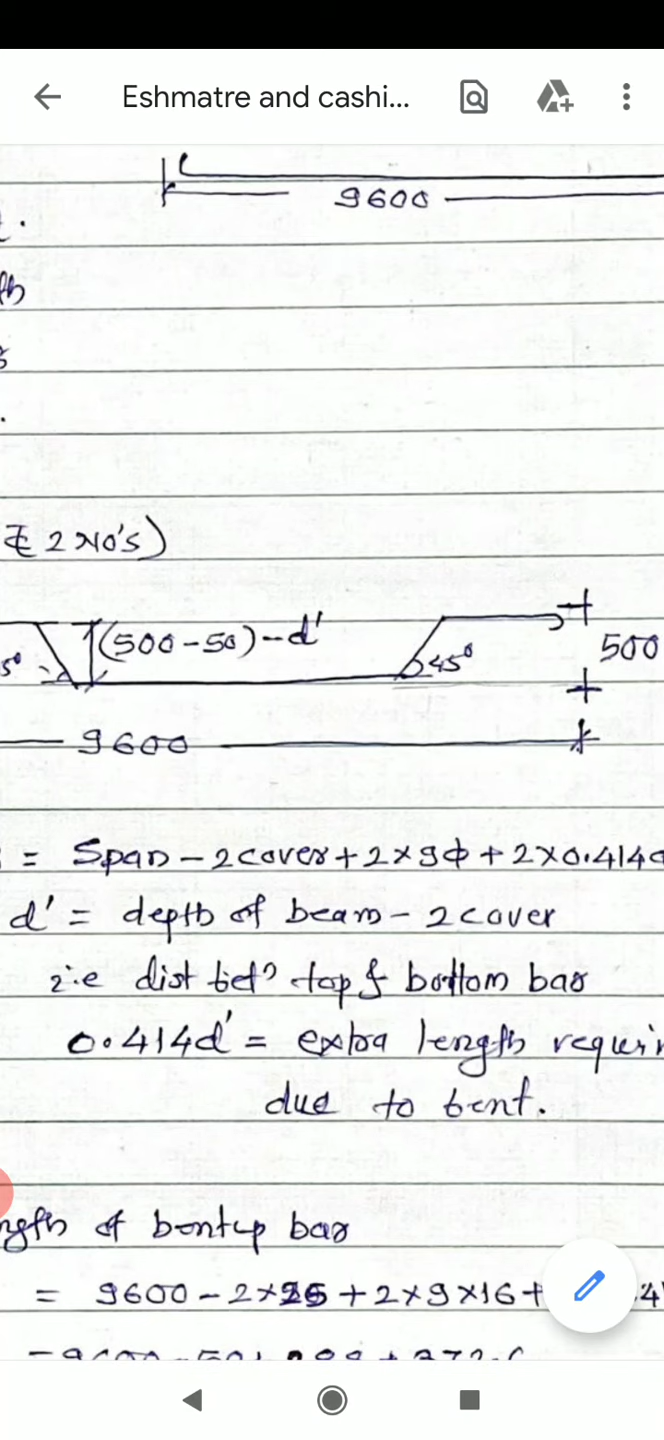 Eshmatre and cashi...
9600
2 No's)
(500-50)-d'
45°
500
9600
= Span - 2cover + 2×9ф + 2×0.414d
d' = depth of beam - 2cover
i.e dist betn top & bottom bar
0.414d' = extra length requir
due to bent.
ngth of bentup bar
= 9600 - 2×25 + 2×9×16 +